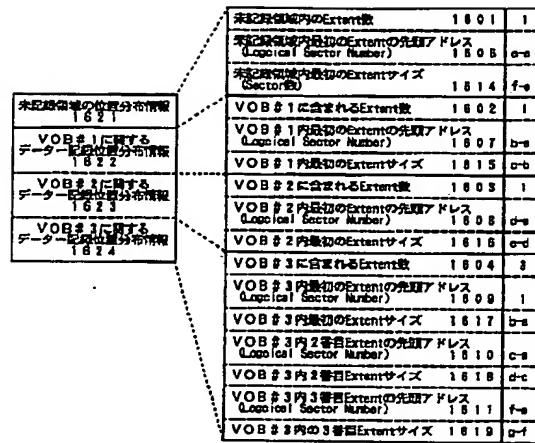 未記録領域の位置分布情報
1621
VOB#1に関する
データー記録位置分布情報
1622
VOB#2に関する
データー記録位置分布情報
1623
VOB#3に関する
データー記録位置分布情報
1624
未記録領域内のExtent数 1601 1
未記録領域内最初のExtentの先頭アドレス
(Logical Sector Number) 1606 e-a
未記録領域内最初のExtentサイズ
(Sector数) 1614 f-e
VOB#1に含まれるExtent数 1602 1
VOB#1内最初のExtentの先頭アドレス
(Logical Sector Number) 1607 b-a
VOB#1内最初のExtentサイズ 1615 c-b
VOB#2に含まれるExtent数 1603 1
VOB#2内最初のExtentの先頭アドレス
(Logical Sector Number) 1608 d-a
VOB#2内最初のExtentサイズ 1616 e-d
VOB#3に含まれるExtent数 1604 3
VOB#3内最初のExtentの先頭アドレス
(Logical Sector Number) 1609 1
VOB#3内最初のExtentサイズ 1617 b-a
VOB#3内2番目Extentの先頭アドレス
(Logical Sector Number) 1610 c-a
VOB#3内2番目Extentサイズ 1618 d-c
VOB#3内3番目Extentの先頭アドレス
(Logical Sector Number) 1611 f-a
VOB#3内の3番目Extentサイズ 1619 g-f